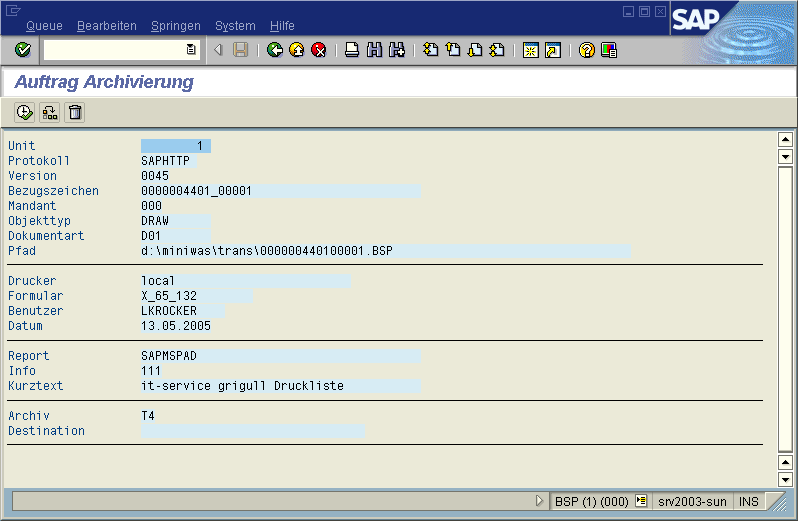 Queue Bearbeiten Springen System Hilfe
SAP
Auftrag Archivierung
Unit 1
Protokoll SAPHTTP
Version 0045
Bezugszeichen 0000004401_00001
Mandant 000
Objekttyp DRAW
Dokumentart D01
Pfad d:\miniwas\trans\000000440100001.BSP
Drucker local
Formular X_65_132
Benutzer LKROCKER
Datum 13.05.2005
Report SAPMSPAD
Info 111
Kurztext it-service grigull Druckliste
Archiv T4
Destination
BSP (1) (000) srv2003-sun INS